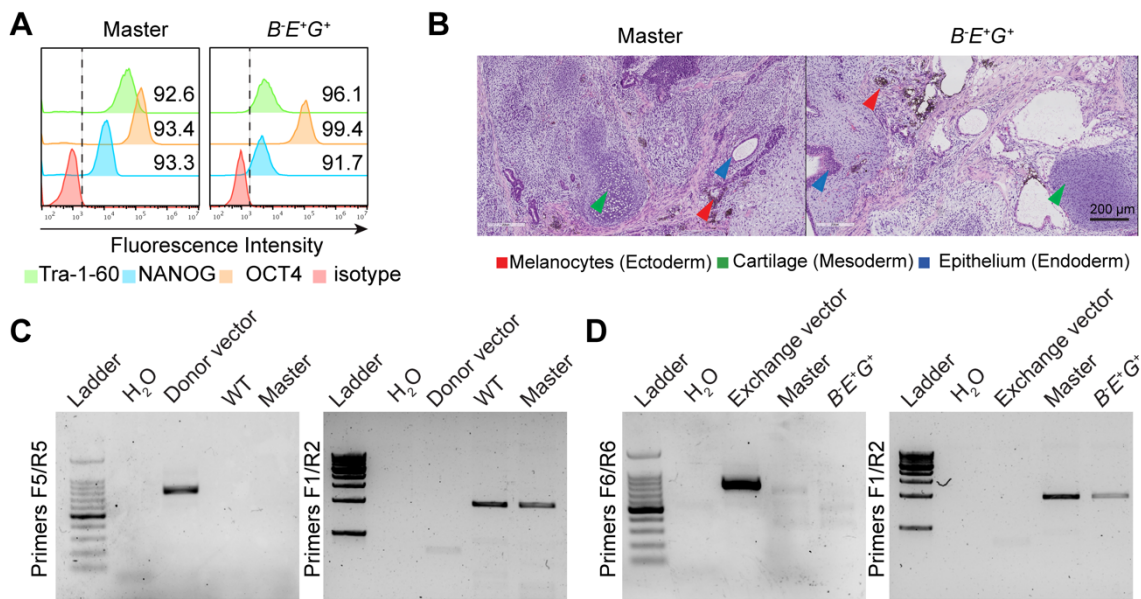 A
Master
B⁻E⁺G⁺
92.6
93.4
93.3
96.1
99.4
91.7
10² 10³ 10⁴ 10⁵ 10⁶ 10⁷
10² 10³ 10⁴ 10⁵ 10⁶ 10⁷
Fluorescence Intensity
Tra-1-60 NANOG OCT4 isotype
B
Master
B⁻E⁺G⁺
200 µm
Melanocytes (Ectoderm) Cartilage (Mesoderm) Epithelium (Endoderm)
C
Primers F5/R5
Ladder
H₂O
Donor vector
WT
Master
Primers F1/R2
Ladder
H₂O
Donor vector
WT
Master
D
Primers F6/R6
Ladder
H₂O
Exchange vector
Master
B⁻E⁺G⁺
Primers F1/R2
Ladder
H₂O
Exchange vector
Master
B⁻E⁺G⁺